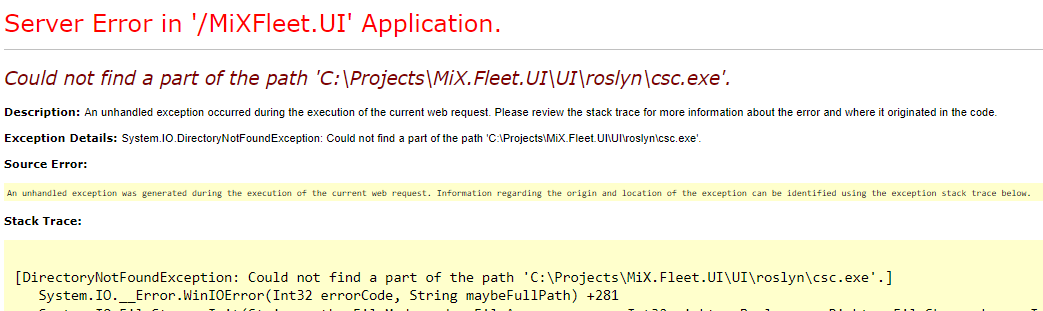 Server Error in '/MiXFleet.UI' Application.
Could not find a part of the path 'C:\Projects\MiX.Fleet.UI\UI\roslyn\csc.exe'.
Description: An unhandled exception occurred during the execution of the current web request. Please review the stack trace for more information about the error and where it originated in the code.
Exception Details: System.IO.DirectoryNotFoundException: Could not find a part of the path 'C:\Projects\MiX.Fleet.UI\UI\roslyn\csc.exe'.
Source Error:
An unhandled exception was generated during the execution of the current web request. Information regarding the origin and location of the exception can be identified using the exception stack trace below.
Stack Trace:
[DirectoryNotFoundException: Could not find a part of the path 'C:\Projects\MiX.Fleet.UI\UI\roslyn\csc.exe'.]
System.IO.__Error.WinIOError(Int32 errorCode, String maybeFullPath) +281